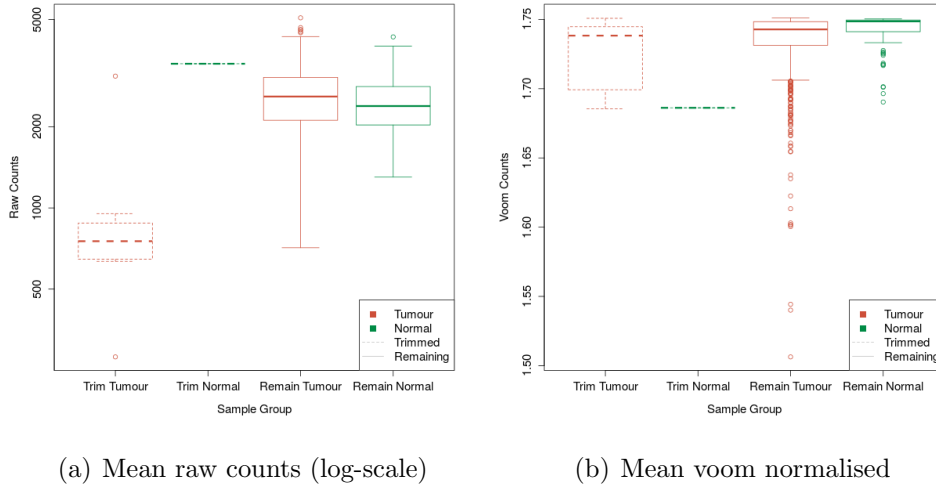 5000
2000
1000
500
Raw Counts
Tumour
Normal
Trimmed
Remaining
Trim Tumour Trim Normal Remain Tumour Remain Normal
Sample Group
(a) Mean raw counts (log-scale)
1.75
1.70
1.65
1.60
1.55
1.50
Voom Counts
Tumour
Normal
Trimmed
Remaining
Trim Tumour Trim Normal Remain Tumour Remain Normal
Sample Group
(b) Mean voom normalised